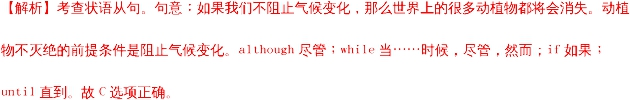 【解析】考查状语从句。句意：如果我们不阻止气候变化，那么世界上的很多动植物都将会消失。动植
物不灭绝的前提条件是阻止气候变化。although 尽管；while 当……时候，尽管，然而；if 如果；
until 直到。故 C 选项正确。